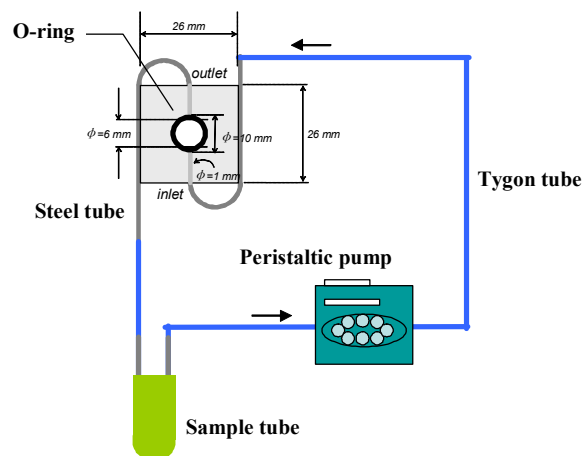 26 mm
O-ring
outlet
ϕ=6 mm
ϕ=10 mm
26 mm
ϕ=1 mm
inlet
Steel tube
Tygon tube
Peristaltic pump
Sample tube